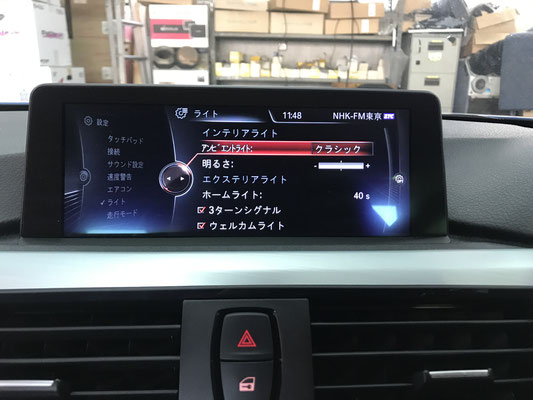 ライト 11:48 NHK-FM東京 ETC
設定
タッチパッド
接続
サウンド設定
速度警告
エアコン
ライト
走行モード
インテリアライト
アンビエントライト: クラシック
明るさ: - +
エクステリアライト
ホームライト: 40 s
3ターンシグナル
ウェルカムライト